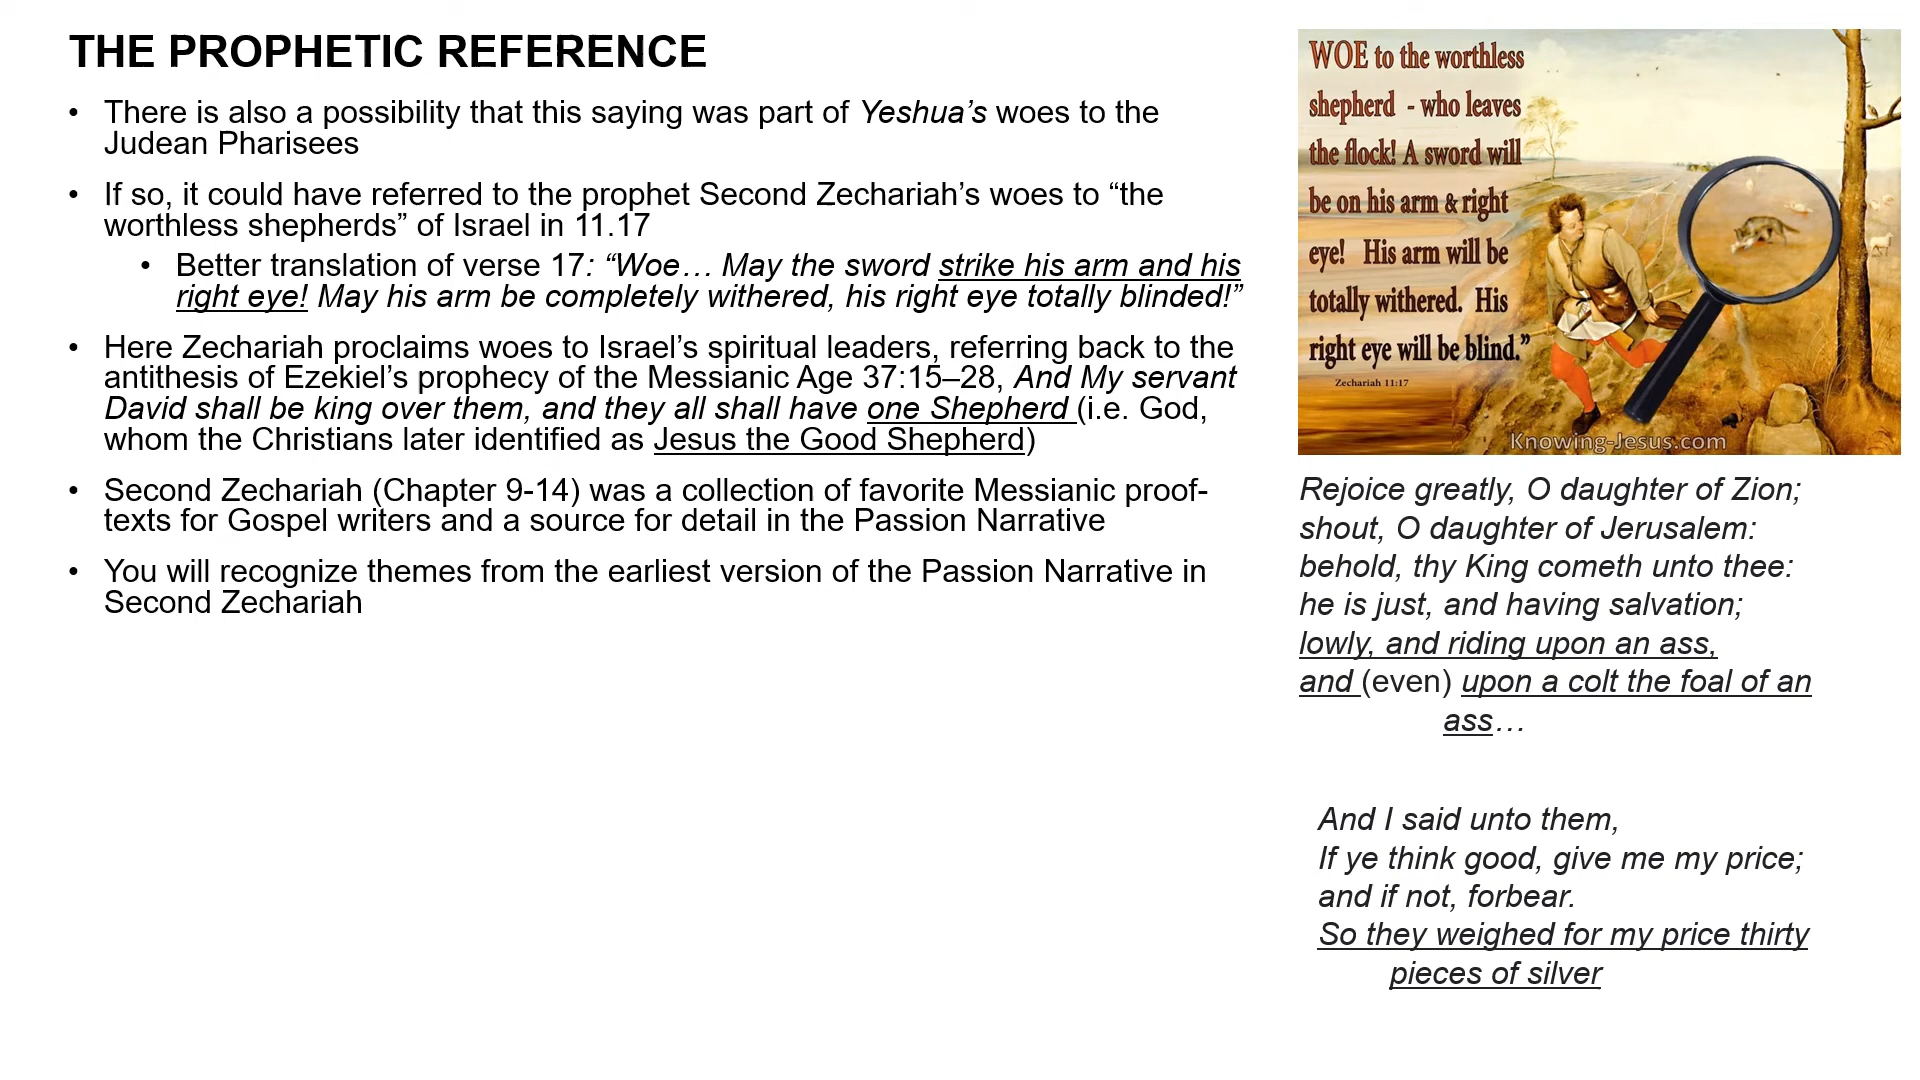 THE PROPHETIC REFERENCE
• There is also a possibility that this saying was part of Yeshua’s woes to the
Judean Pharisees
• If so, it could have referred to the prophet Second Zechariah’s woes to “the
worthless shepherds” of Israel in 11.17
• Better translation of verse 17: “Woe… May the sword strike his arm and his
right eye! May his arm be completely withered, his right eye totally blinded!”
• Here Zechariah proclaims woes to Israel’s spiritual leaders, referring back to the
antithesis of Ezekiel’s prophecy of the Messianic Age 37:15–28, And My servant
David shall be king over them, and they all shall have one Shepherd (i.e. God,
whom the Christians later identified as Jesus the Good Shepherd)
• Second Zechariah (Chapter 9-14) was a collection of favorite Messianic proof-
texts for Gospel writers and a source for detail in the Passion Narrative
• You will recognize themes from the earliest version of the Passion Narrative in
Second Zechariah
WOE to the worthless
shepherd - who leaves
the flock! A sword will
be on his arm & right
eye! His arm will be
totally withered. His
right eye will be blind.”
Zechariah 11:17
Knowing-Jesus.com
Rejoice greatly, O daughter of Zion;
shout, O daughter of Jerusalem:
behold, thy King cometh unto thee:
he is just, and having salvation;
lowly, and riding upon an ass,
and (even) upon a colt the foal of an
ass…
And I said unto them,
If ye think good, give me my price;
and if not, forbear.
So they weighed for my price thirty
pieces of silver